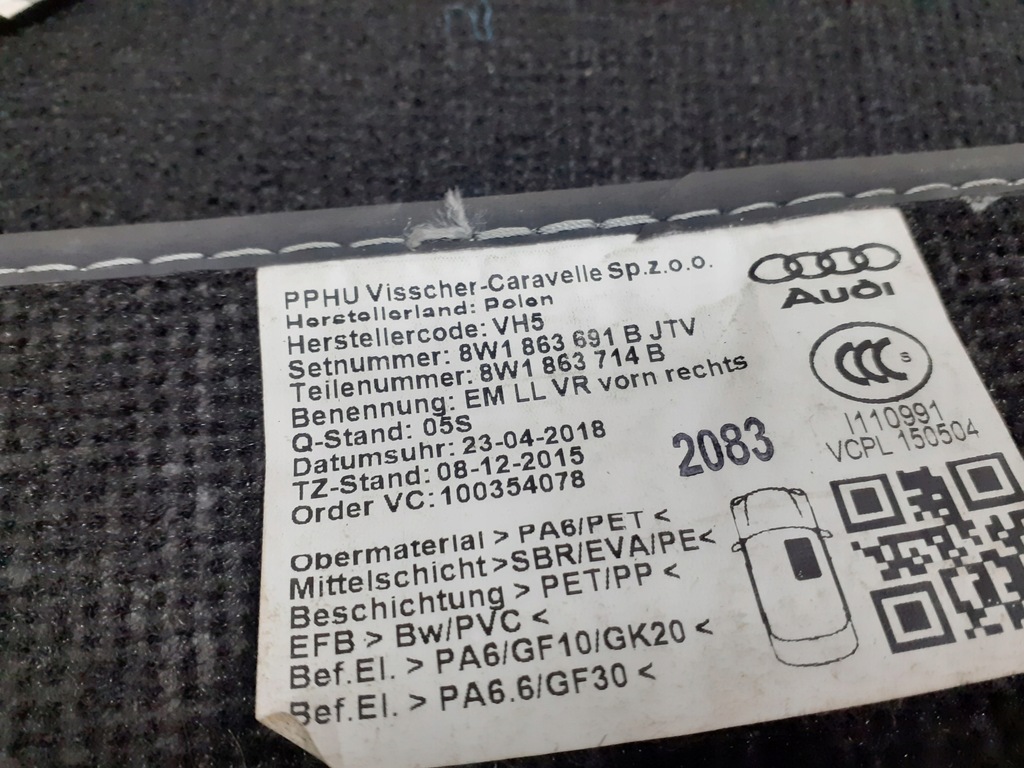 PPHU Visscher-Caravelle Sp.z.o.o.
Herstellerland: Polen
Herstellercode: VH5
Setnummer: 8W1 863 691 B JTV
Teilenummer: 8W1 863 714 B
Benennung: EM LL VR vorn rechts
Q-Stand: 05S
Datumsuhr: 23-04-2018
TZ-Stand: 08-12-2015
Order VC: 100354078
2083
Audi
CCC S
I110991
VCPL 150504
Obermaterial > PA6/PET <
Mittelschicht >SBR/EVA/PE<
Beschichtung > PET/PP <
EFB > Bw/PVC <
Bef.El. > PA6/GF10/GK20 <
Bef.El. > PA6.6/GF30 <